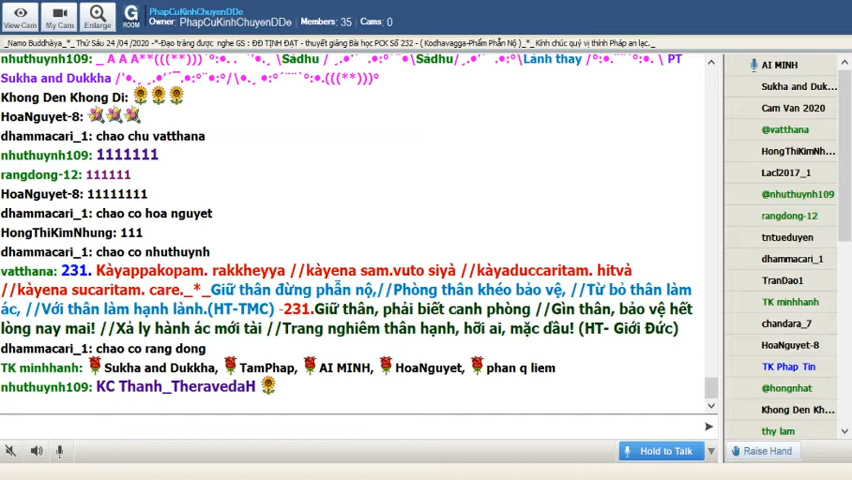 PhapCuKinhChuyenDDe
Owner: PhapCuKinhChuyenDDe Members: 35 Cams: 0
View Cam My Cam Enlarge G ROOM
_Namo Buddhàya_*_ Thứ Sáu 24 /04 /2020 -*-Đạo tràng được nghe GS : ĐĐ TỊNH ĐẠT - thuyết giảng Bài học PCK Số 232 - ( Kodhavagga-Phẩm Phẫn Nộ )_*_ Kính chúc quý vị thính Pháp an lạc._
Sukha and Dukkha /'•.¸¸.•'´¯¸.•°¨•°/\¸.•°´¨¨`°•.(((**)))°
Khong Den Khong Di:
HoaNguyet-8:
dhammacari_1: chao chu vatthana
nhuthuynh109: 1111111
rangdong-12: 111111
HoaNguyet-8: 11111111
dhammacari_1: chao co hoa nguyet
HongThiKimNhung: 111
dhammacari_1: chao co nhuthuynh
vatthana: 231. Kàyappakopam. rakkheyya //kàyena sam.vuto siyà //kàyaduccaritam. hitvà
//kàyena sucaritam. care._*_Giữ thân đừng phẫn nộ,//Phòng thân khéo bảo vệ, //Từ bỏ thân làm
ác, //Với thân làm hạnh lành.(HT-TMC) -231.Giữ thân, phải biết canh phòng //Gìn thân, bảo vệ hết
lòng nay mai! //Xả ly hành ác mới tài //Trang nghiêm thân hạnh, hỡi ai, mặc dầu! (HT- Giới Đức)
dhammacari_1: chao co rang dong
TK minhhanh: Sukha and Dukkha, TamPhap, AI MINH, HoaNguyet, phan q liem
nhuthuynh109: KC Thanh_TheravedaH
Hold to Talk
AI MINH
Sukha and Duk...
Cam Van 2020
@vatthana
HongThiKimNh...
Lacl2017_1
@nhuthuynh109
rangdong-12
tntueduyen
dhammacari_1
TranDao1
TK minhhanh
chandara_7
HoaNguyet-8
TK Phap Tin
@hongnhat
Khong Den Kh...
thy lam
Raise Hand